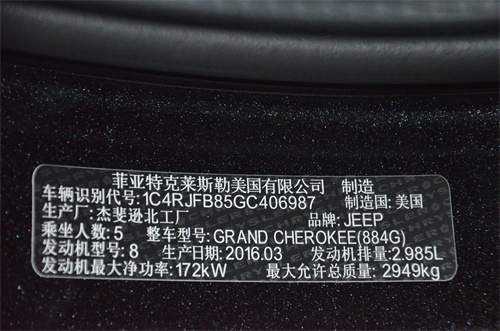 菲亚特克莱斯勒美国有限公司 制造
车辆识别代号: 1C4RJFB85GC406987 制造国: 美国
生产厂: 杰斐逊北工厂 品牌: JEEP
乘坐人数: 5 整车型号: GRAND CHEROKEE(884G)
发动机型号: 8 生产日期: 2016.03 发动机排量: 2.985L
发动机最大净功率: 172kW 最大允许总质量: 2949kg